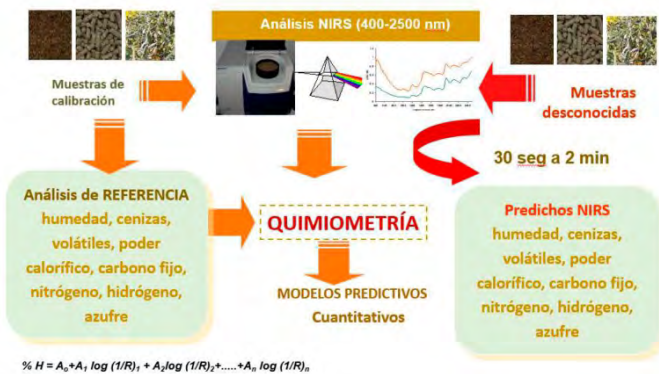 Análisis NIRS (400-2500 nm)
Muestras de
calibración
Muestras
desconocidas
30 seg a 2 min
Análisis de REFERENCIA
humedad, cenizas,
volátiles, poder
calorífico, carbono fijo,
nitrógeno, hidrógeno,
azufre
QUIMIOMETRÍA
MODELOS PREDICTIVOS
Cuantitativos
Predichos NIRS
humedad, cenizas,
volátiles, poder
calorífico, carbono fijo,
nitrógeno, hidrógeno,
azufre
% H = Ao+A1 log (1/R)1 + A2log (1/R)2+.....+An log (1/R)n